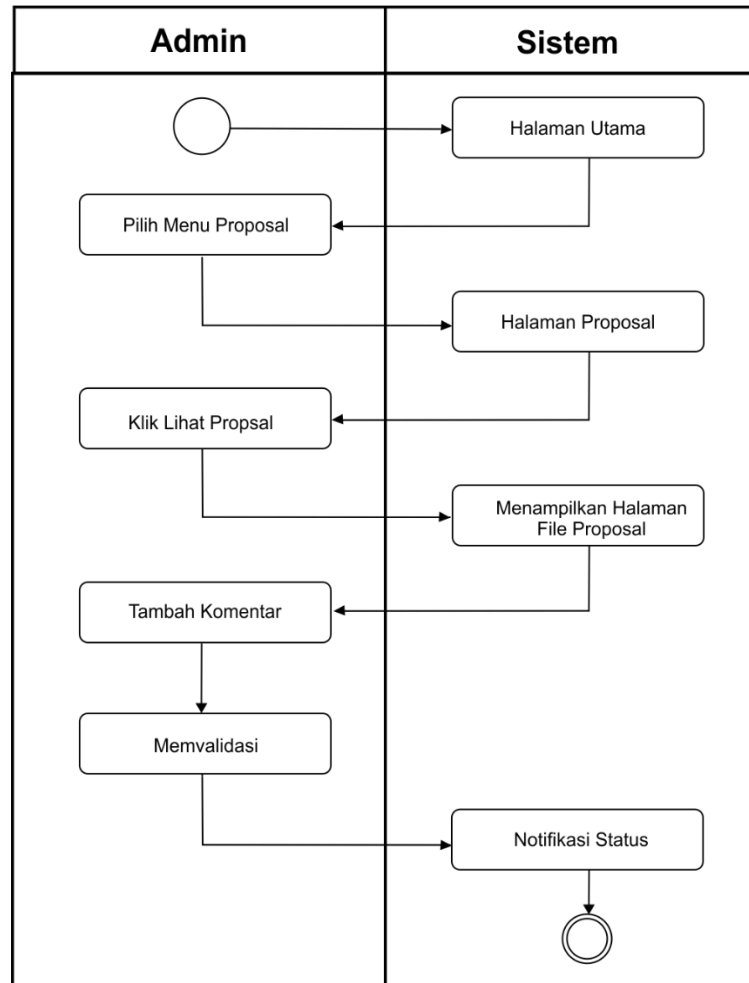 Admin
Sistem
Halaman Utama
Pilih Menu Proposal
Halaman Proposal
Klik Lihat Propsal
Menampilkan Halaman
File Proposal
Tambah Komentar
Memvalidasi
Notifikasi Status